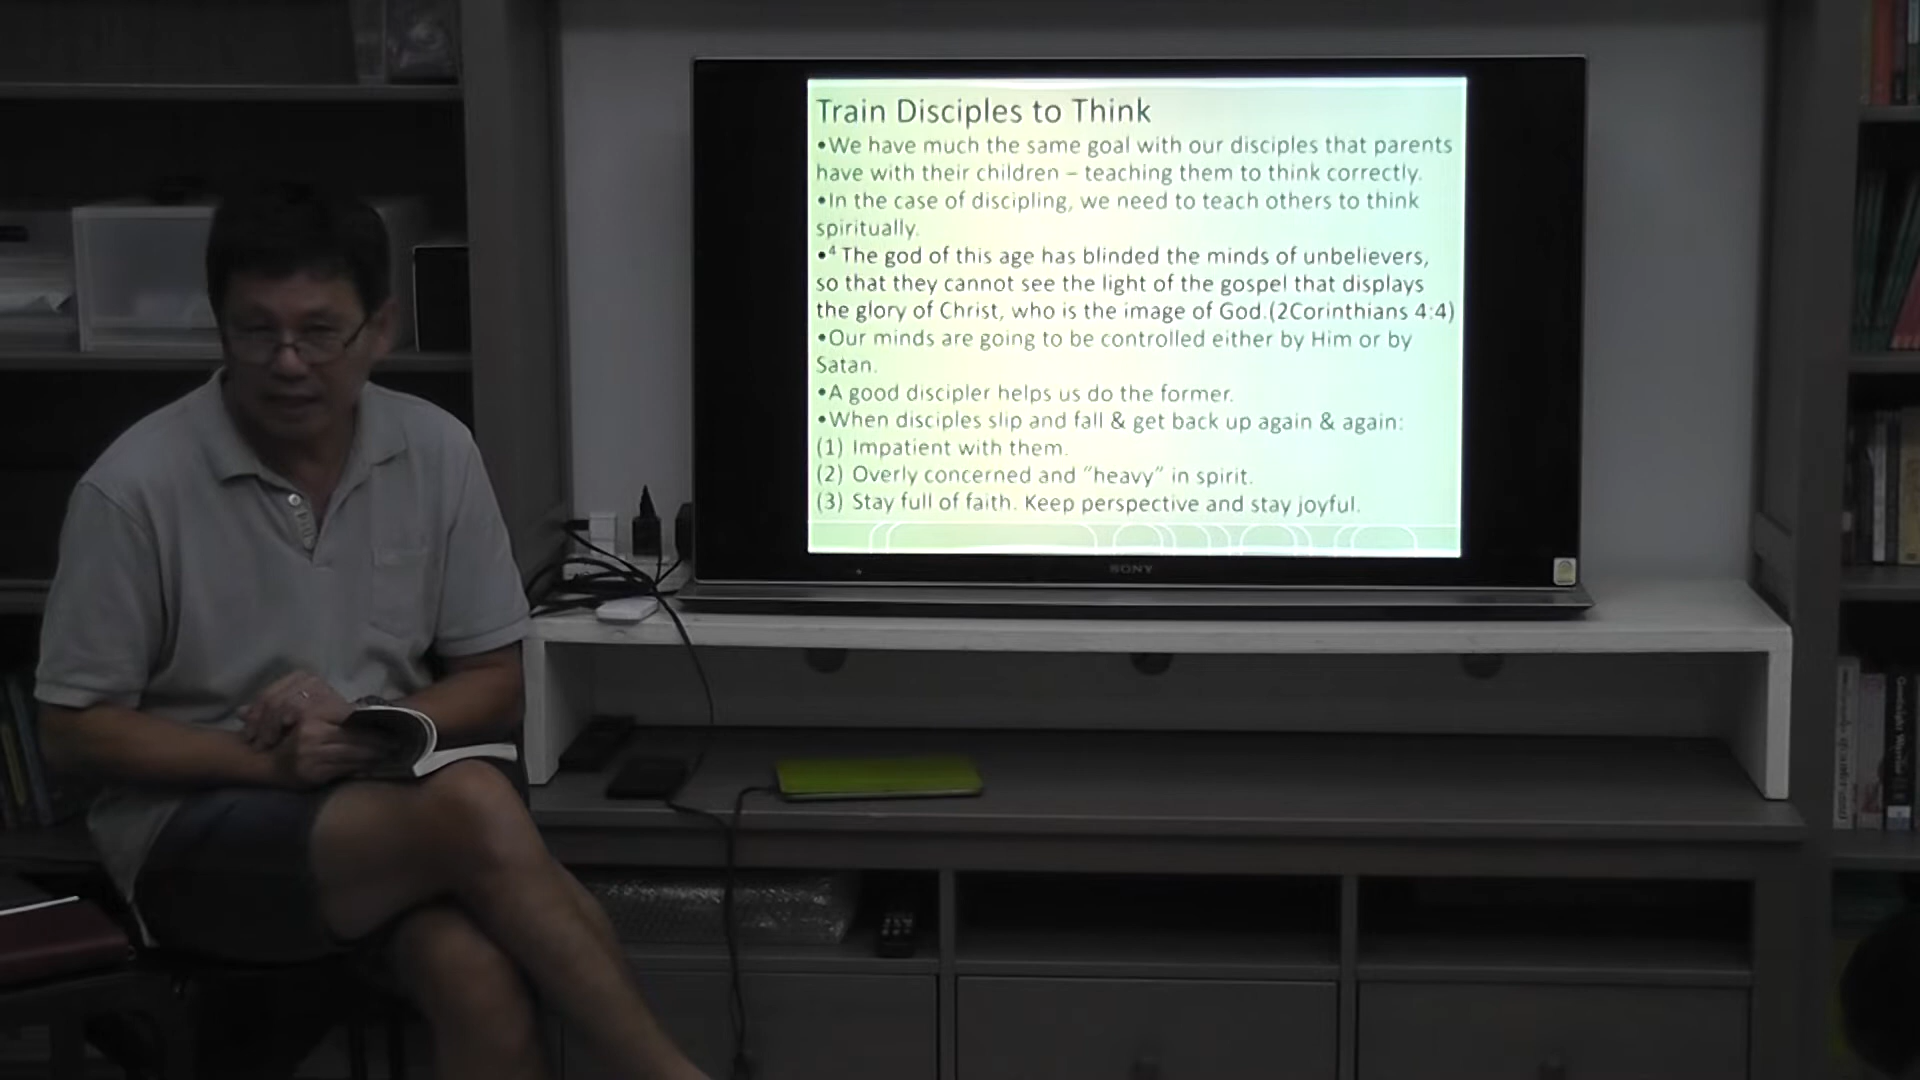 Train Disciples to Think
•We have much the same goal with our disciples that parents
have with their children – teaching them to think correctly.
•In the case of discipling, we need to teach others to think
spiritually.
•⁴ The god of this age has blinded the minds of unbelievers,
so that they cannot see the light of the gospel that displays
the glory of Christ, who is the image of God.(2Corinthians 4:4)
•Our minds are going to be controlled either by Him or by
Satan.
•A good discipler helps us do the former.
•When disciples slip and fall & get back up again & again:
(1) Impatient with them.
(2) Overly concerned and “heavy” in spirit.
(3) Stay full of faith. Keep perspective and stay joyful.
SONY